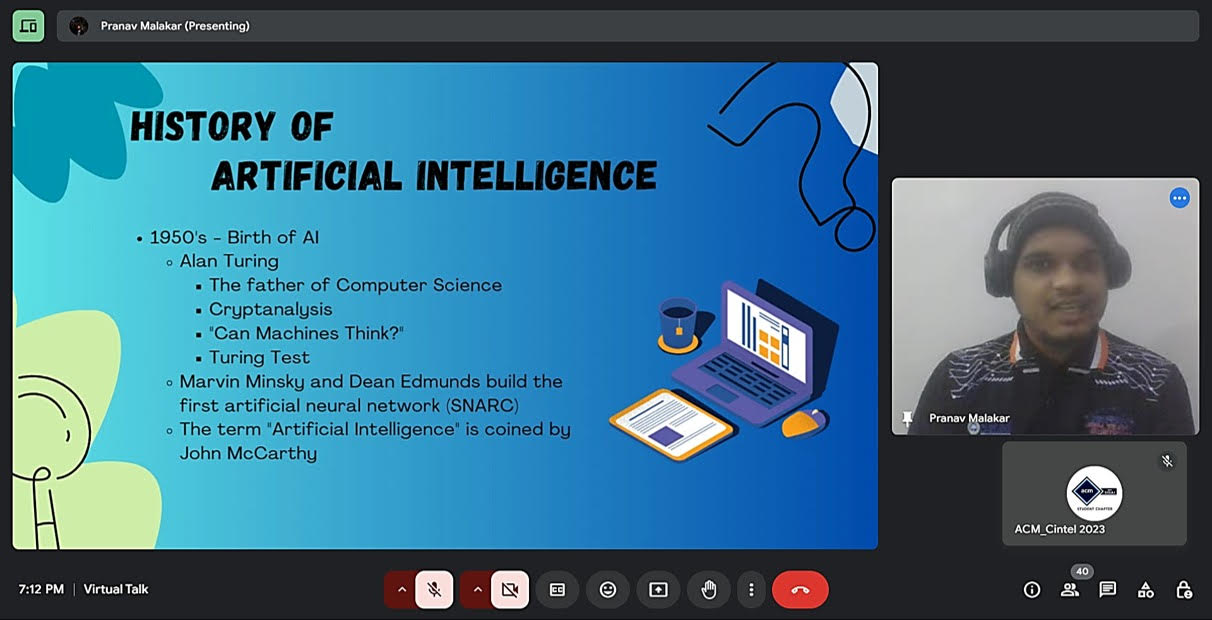 Pranav Malakar (Presenting)
HISTORY OF
ARTIFICIAL INTELLIGENCE
• 1950's - Birth of AI
◦ Alan Turing
▪ The father of Computer Science
▪ Cryptanalysis
▪ "Can Machines Think?"
▪ Turing Test
◦ Marvin Minsky and Dean Edmunds build the
first artificial neural network (SNARC)
◦ The term "Artificial Intelligence" is coined by
John McCarthy
Pranav Malakar
acm
STUDENT CHAPTER
ACM_Cintel 2023
7:12 PM | Virtual Talk
CC
40